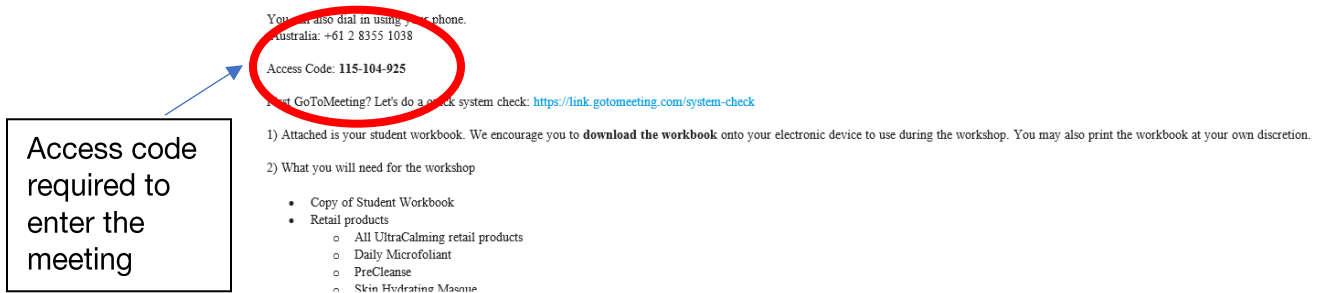 You can also dial in using your phone.
Australia: +61 2 8355 1038
Access Code: 115-104-925
First GoToMeeting? Let's do a quick system check: https://link.gotomeeting.com/system-check
1) Attached is your student workbook. We encourage you to download the workbook onto your electronic device to use during the workshop. You may also print the workbook at your own discretion.
2) What you will need for the workshop
• Copy of Student Workbook
• Retail products
o All UltraCalming retail products
o Daily Microfoliant
o PreCleanse
o Skin Hydrating Masque
Access code
required to
enter the
meeting